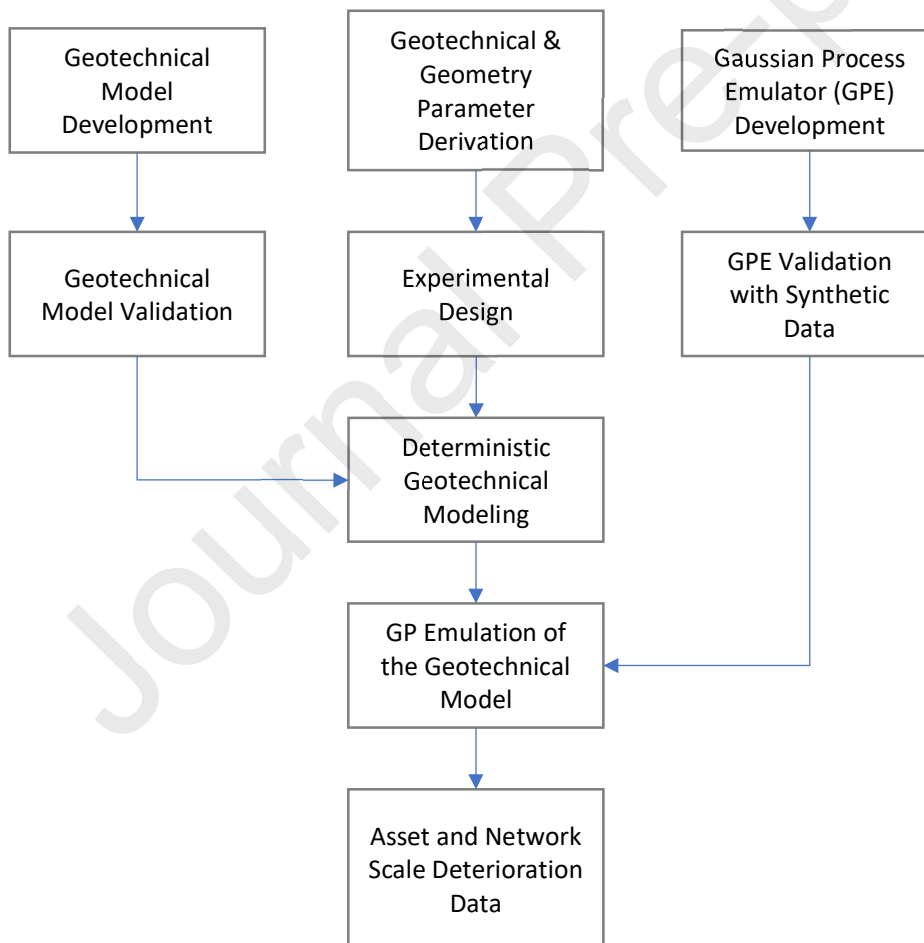 Geotechnical
Model
Development
Geotechnical &
Geometry
Parameter
Derivation
Gaussian Process
Emulator (GPE)
Development
Geotechnical
Model Validation
Experimental
Design
GPE Validation
with Synthetic
Data
Deterministic
Geotechnical
Modeling
GP Emulation of
the Geotechnical
Model
Asset and Network
Scale Deterioration
Data
Journal Pre-p